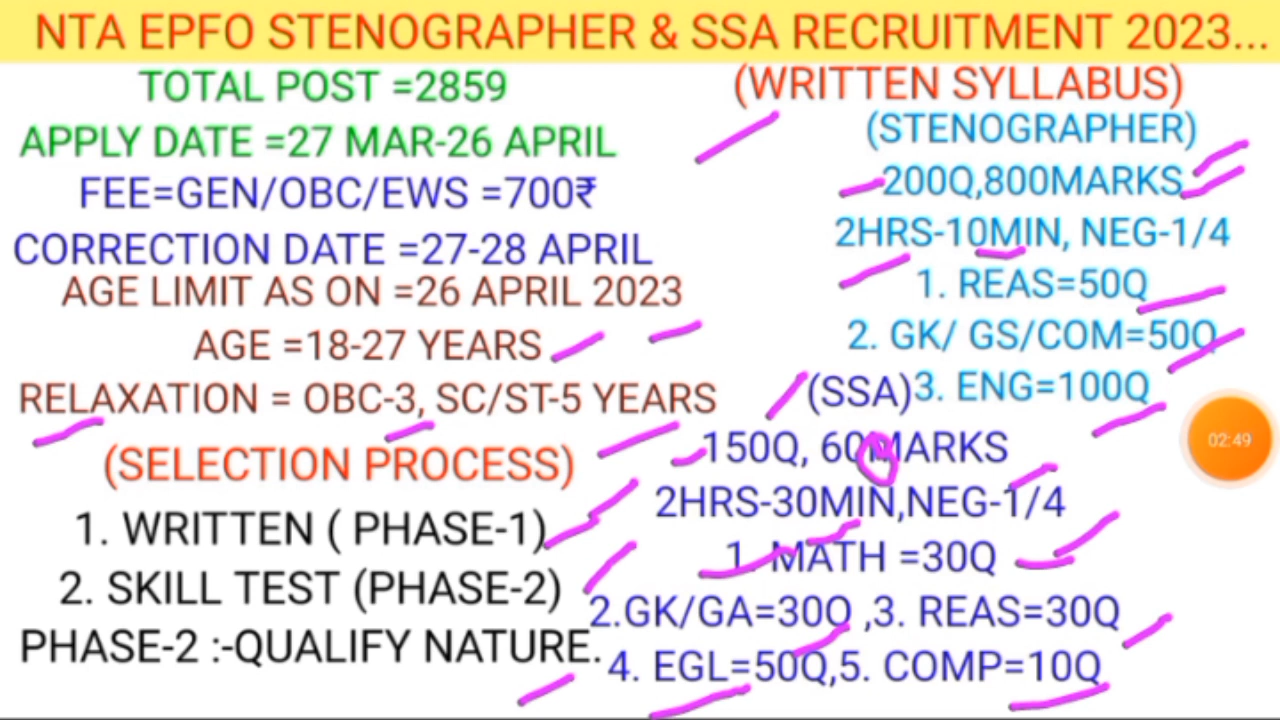 NTA EPFO STENOGRAPHER & SSA RECRUITMENT 2023...
TOTAL POST =2859
APPLY DATE =27 MAR-26 APRIL
FEE=GEN/OBC/EWS =700₹
CORRECTION DATE =27-28 APRIL
AGE LIMIT AS ON =26 APRIL 2023
AGE =18-27 YEARS
RELAXATION = OBC-3, SC/ST-5 YEARS
(SELECTION PROCESS)
1. WRITTEN ( PHASE-1)
2. SKILL TEST (PHASE-2)
PHASE-2 :-QUALIFY NATURE.
(WRITTEN SYLLABUS)
(STENOGRAPHER)
200Q,800MARKS
2HRS-10MIN, NEG-1/4
1. REAS=50Q
2. GK/ GS/COM=50Q
3. ENG=100Q
(SSA)
150Q, 60MARKS
2HRS-30MIN,NEG-1/4
1. MATH =30Q
2.GK/GA=30Q ,3. REAS=30Q
4. EGL=50Q,5. COMP=10Q
02:49